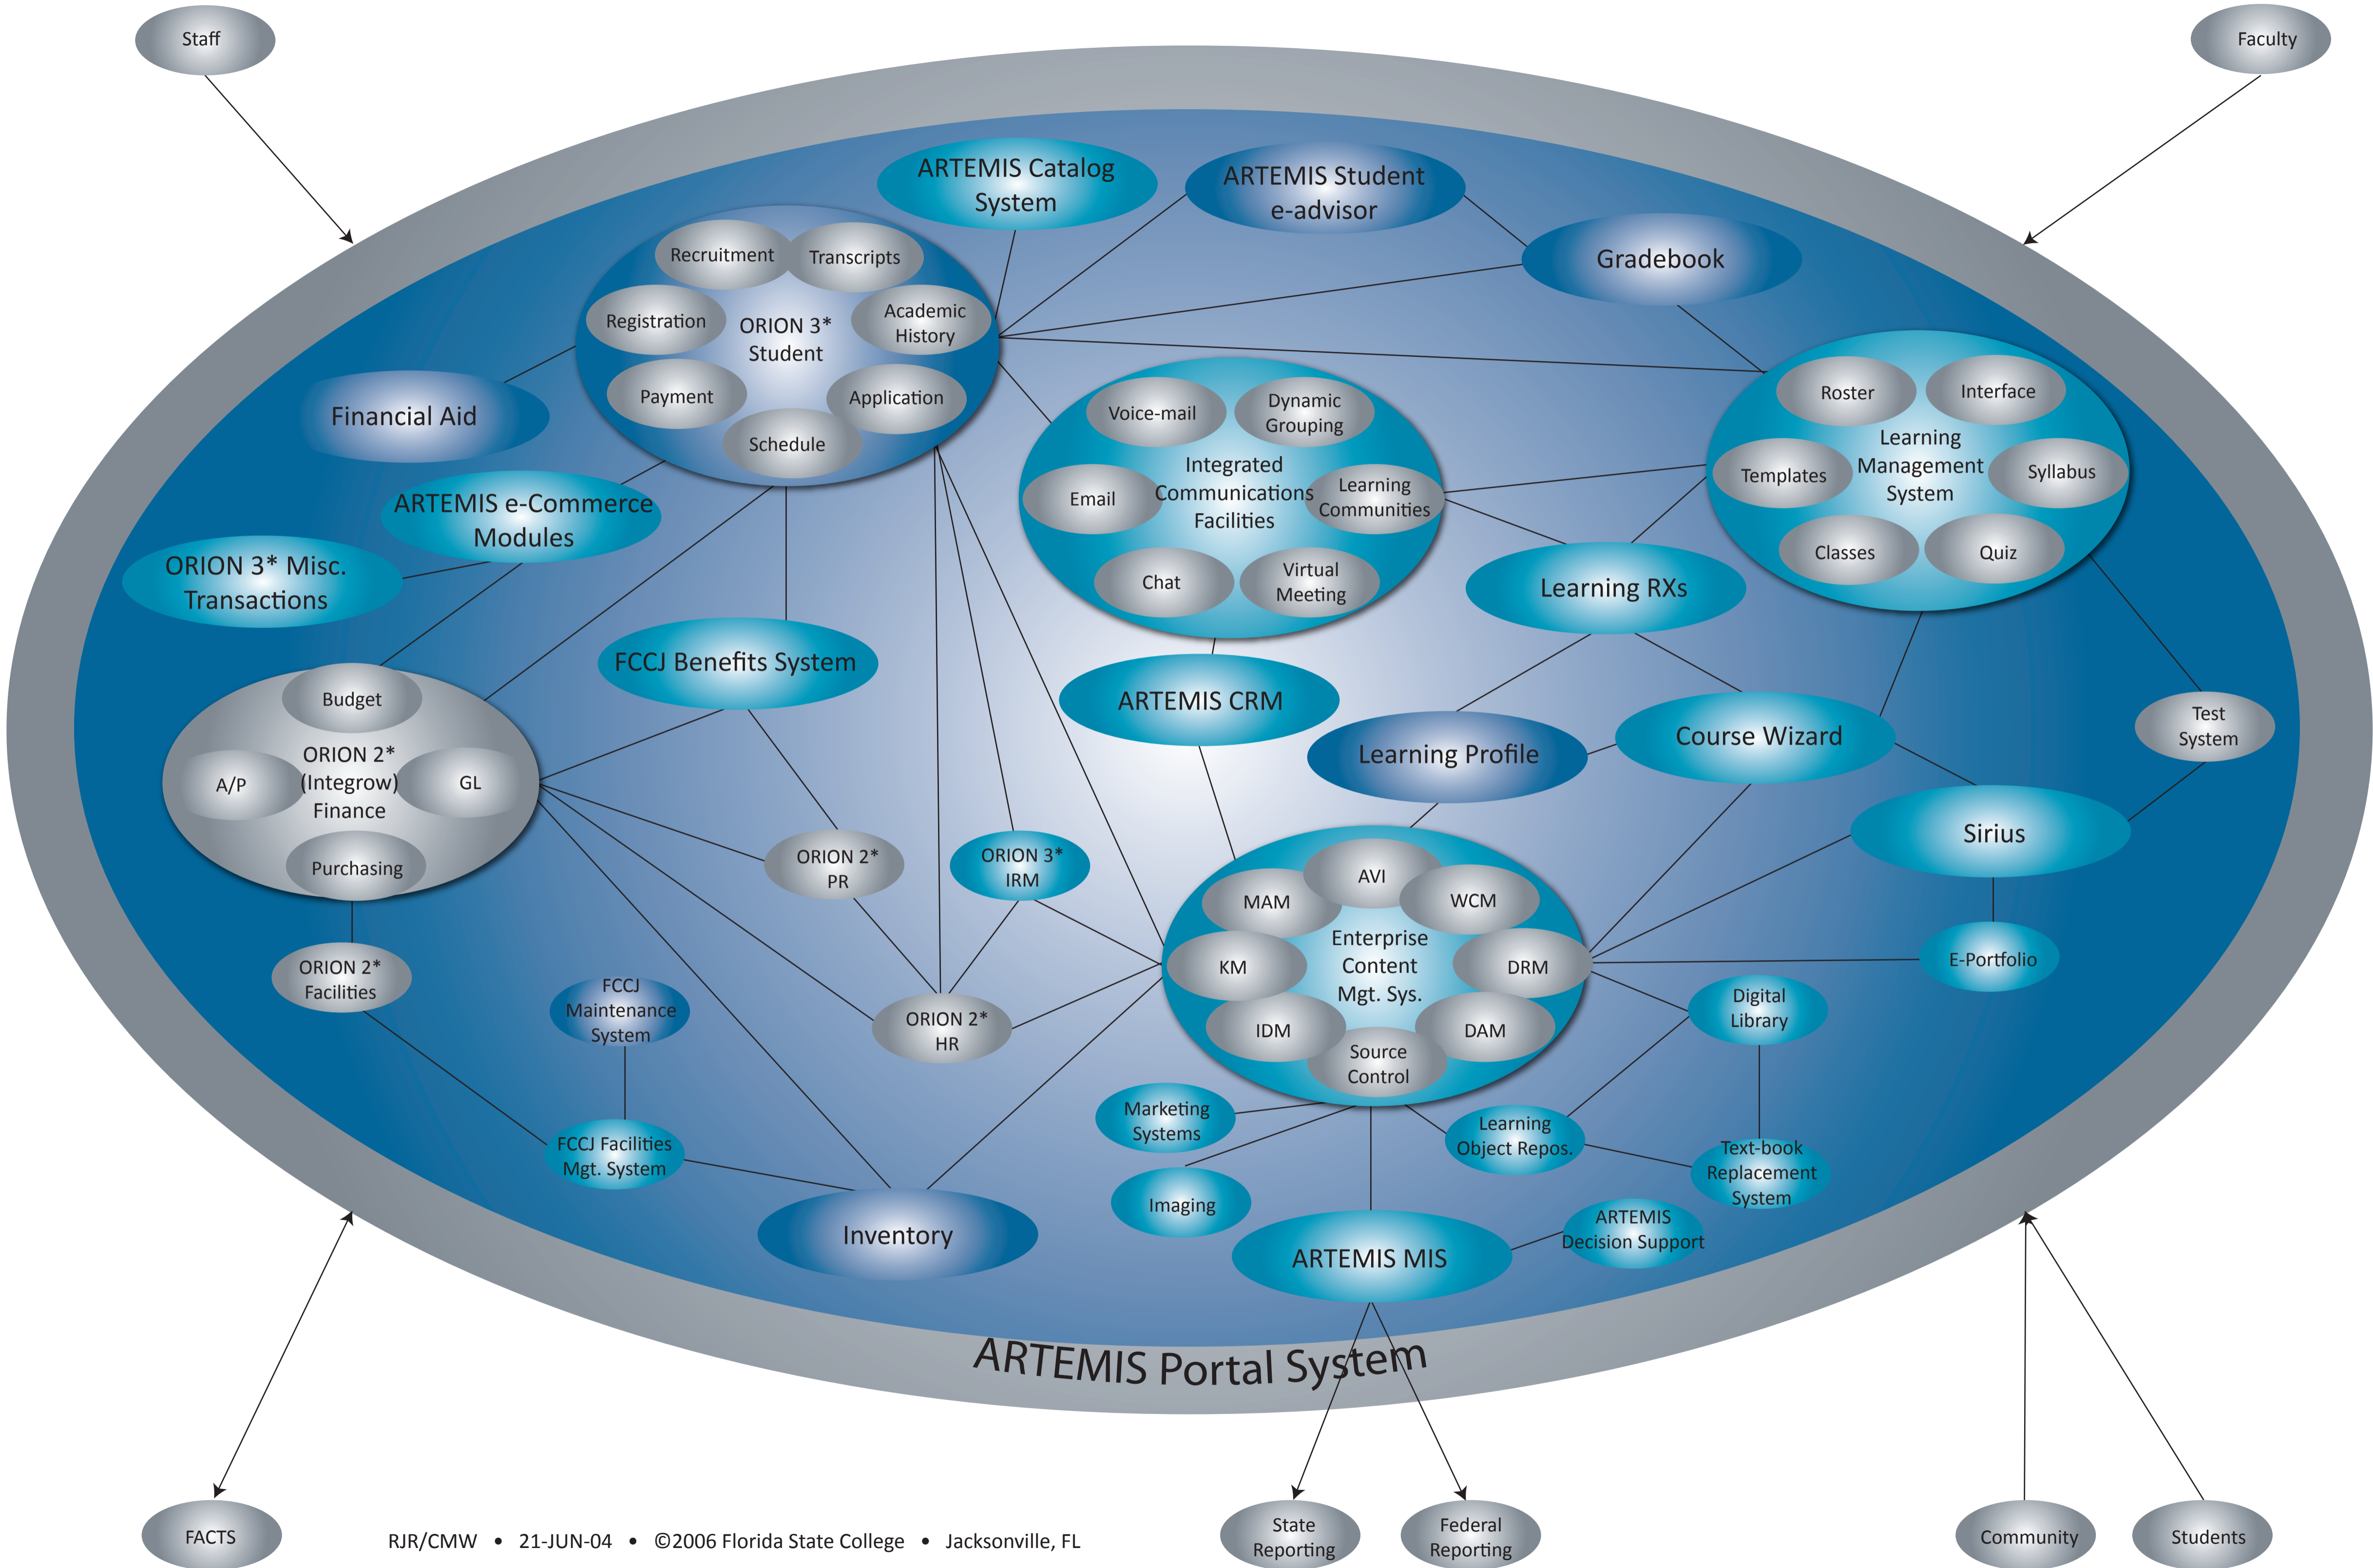 Staff
Faculty
ARTEMIS Catalog
System
ARTEMIS Student
e-advisor
Gradebook
Recruitment
Transcripts
Registration
Academic
History
ORION 3*
Student
Payment
Application
Schedule
Financial Aid
ARTEMIS e-Commerce
Modules
ORION 3* Misc.
Transactions
Voice-mail
Dynamic
Grouping
Integrated
Communications
Facilities
Email
Learning
Communities
Chat
Virtual
Meeting
Roster
Interface
Learning
Management
System
Templates
Syllabus
Classes
Quiz
Learning RXs
FCCJ Benefits System
ARTEMIS CRM
Learning Profile
Course Wizard
Test
System
Sirius
Budget
ORION 2*
(Integrow)
Finance
A/P
GL
Purchasing
ORION 2*
PR
ORION 3*
IRM
ORION 2*
Facilities
FCCJ
Maintenance
System
ORION 2*
HR
AVI
MAM
WCM
Enterprise
Content
Mgt. Sys.
KM
DRM
IDM
DAM
Source
Control
E-Portfolio
Digital
Library
Marketing
Systems
Learning
Object Repos.
FCCJ Facilities
Mgt. System
Text-book
Replacement
System
Imaging
Inventory
ARTEMIS MIS
ARTEMIS
Decision Support
ARTEMIS Portal System
FACTS
RJR/CMW • 21-JUN-04 • ©2006 Florida State College • Jacksonville, FL
State
Reporting
Federal
Reporting
Community
Students